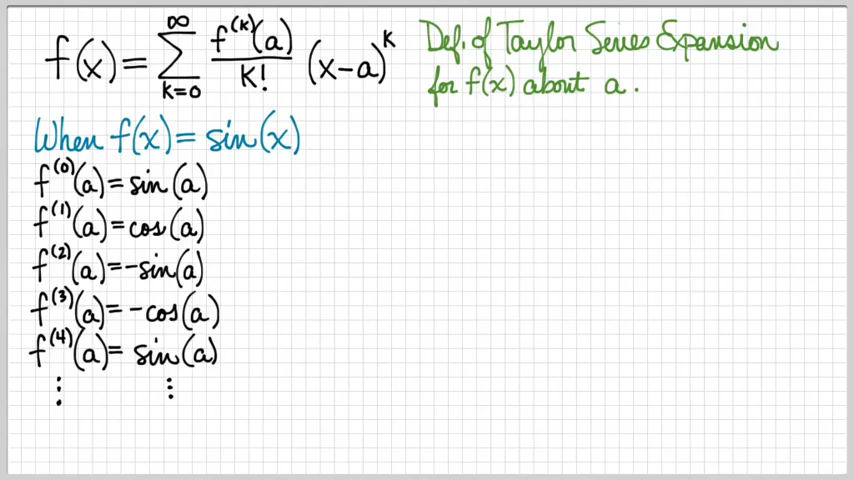 f(x) = ∑_{k=0}^{∞} \frac{f^{(k)}(a)}{k!} (x-a)^k
Def. of Taylor Series Expansion
for f(x) about a.
When f(x) = sin(x)
f^{(0)}(a) = sin(a)
f^{(1)}(a) = cos(a)
f^{(2)}(a) = -sin(a)
f^{(3)}(a) = -cos(a)
f^{(4)}(a) = sin(a)
⋮ ⋮